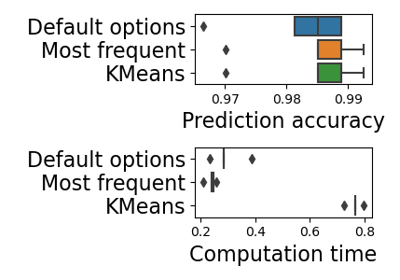 Default options
Most frequent
KMeans
0.97 0.98 0.99
Prediction accuracy
Default options
Most frequent
KMeans
0.2 0.4 0.6 0.8
Computation time